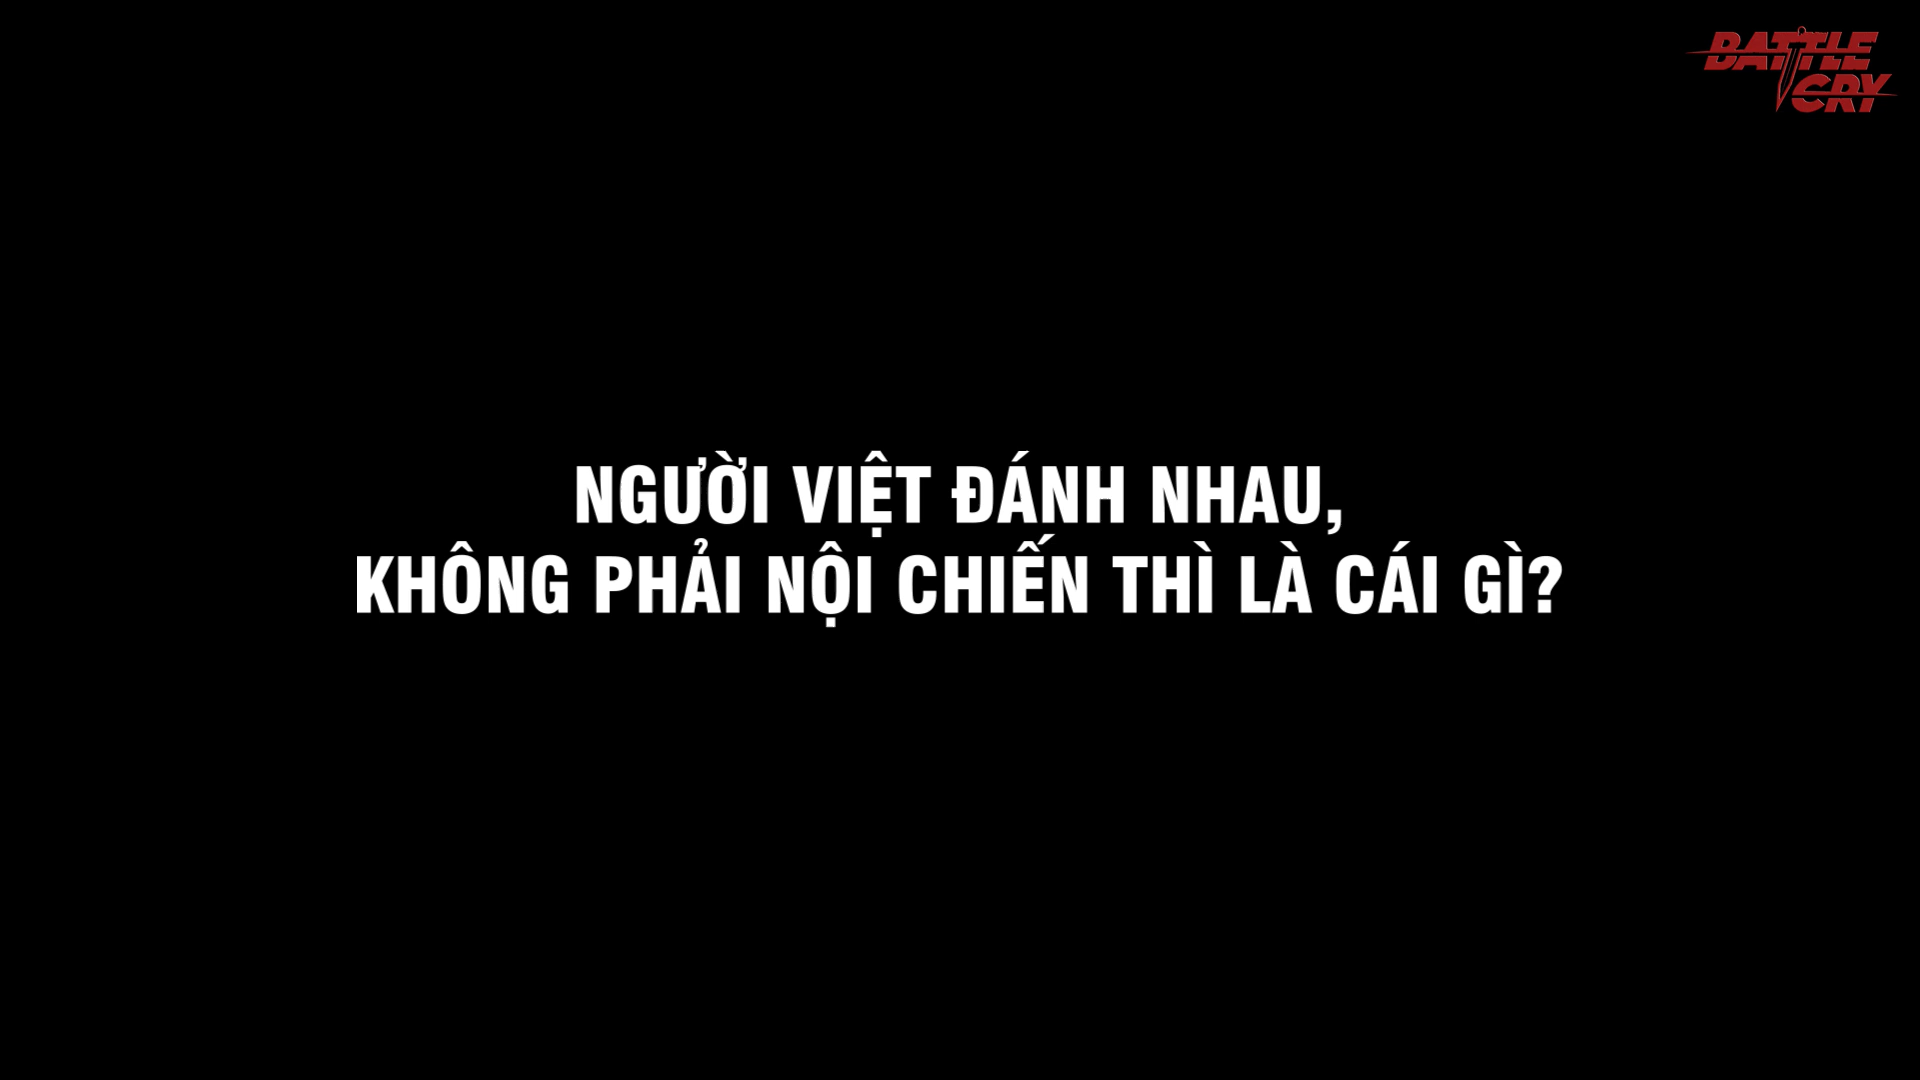 BATTLE
CRY
NGƯỜI VIỆT ĐÁNH NHAU,
KHÔNG PHẢI NỘI CHIẾN THÌ LÀ CÁI GÌ?